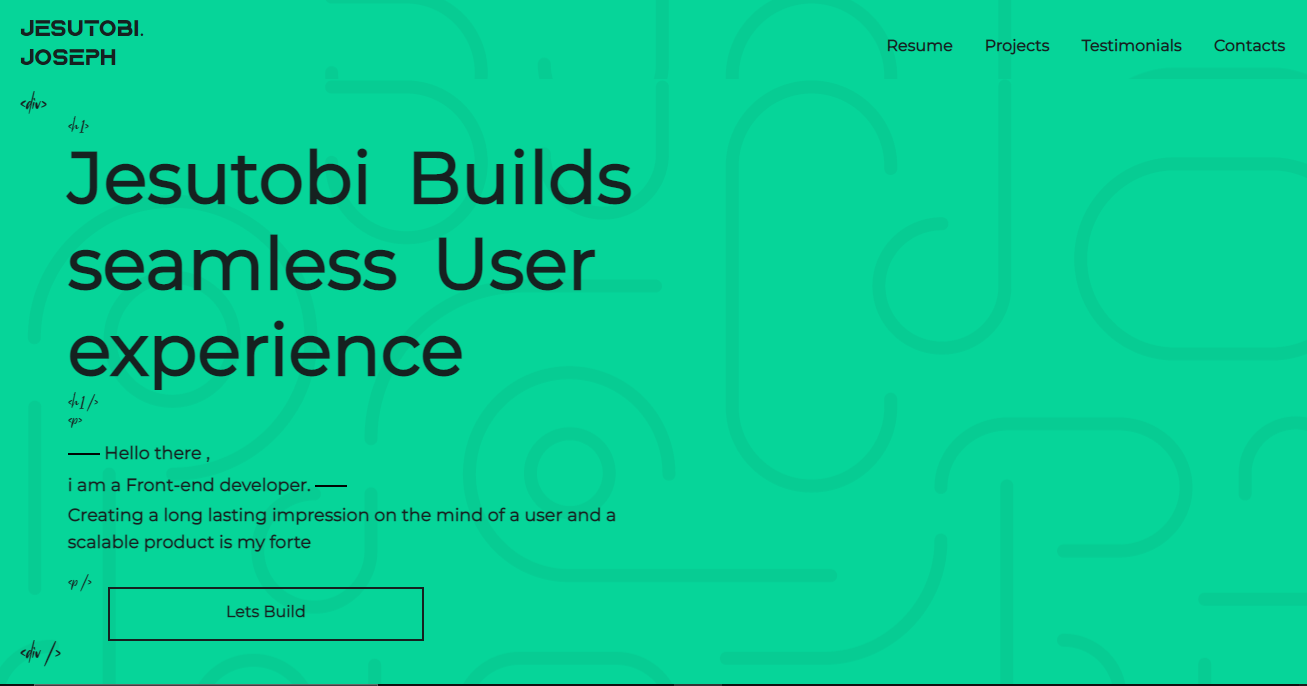 JESUTOBI.
JOSEPH
Resume Projects Testimonials Contacts
<div>
<h1>
Jesutobi Builds
seamless User
experience
<h1/>
<p>
Hello there ,
i am a Front-end developer.
Creating a long lasting impression on the mind of a user and a
scalable product is my forte
<p/>
Lets Build
<div />